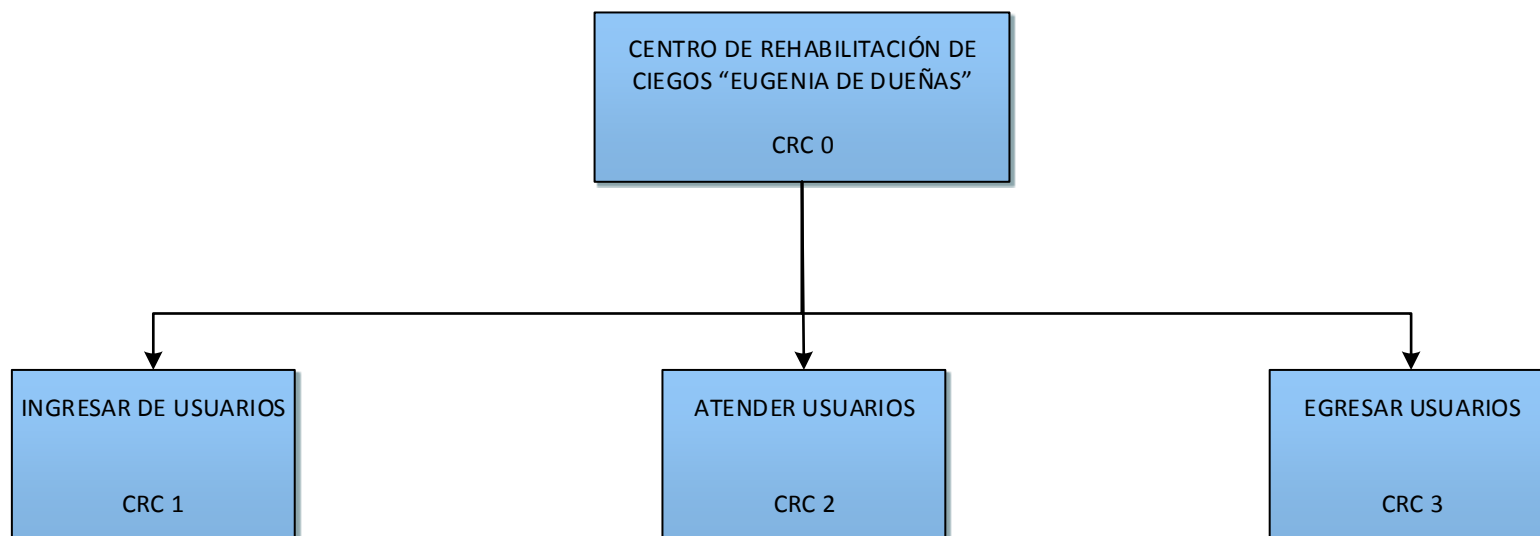 CENTRO DE REHABILITACIÓN DE
CIEGOS “EUGENIA DE DUEÑAS”
CRC 0
INGRESAR DE USUARIOS
CRC 1
ATENDER USUARIOS
CRC 2
EGRESAR USUARIOS
CRC 3